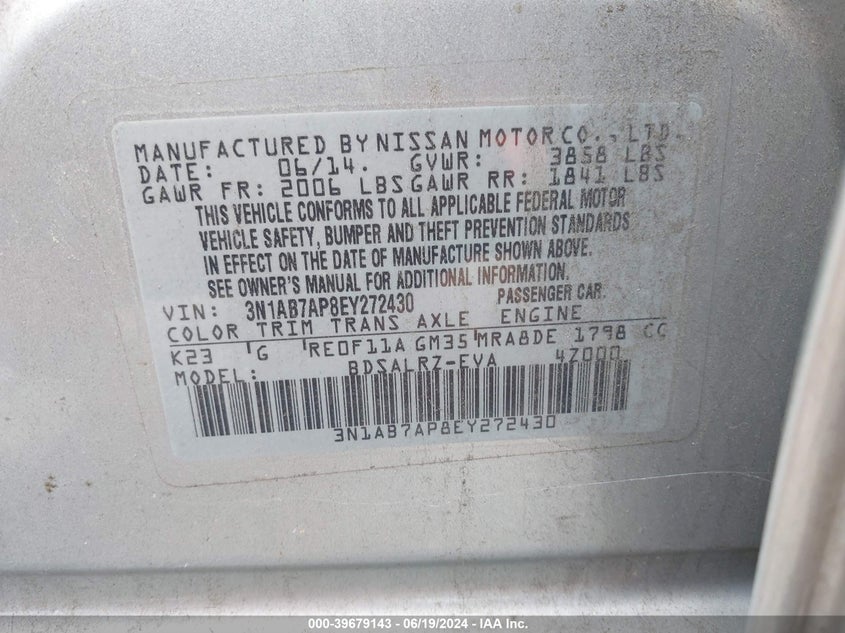 MANUFACTURED BY NISSAN MOTOR CO., LTD.
DATE: 06/14. GVWR: 3858 LBS
GAWR FR: 2006 LBS GAWR RR: 1841 LBS
THIS VEHICLE CONFORMS TO ALL APPLICABLE FEDERAL MOTOR
VEHICLE SAFETY, BUMPER AND THEFT PREVENTION STANDARDS
IN EFFECT ON THE DATE OF MANUFACTURE SHOWN ABOVE.
SEE OWNER'S MANUAL FOR ADDITIONAL INFORMATION.
VIN: 3N1AB7AP8EY272430 PASSENGER CAR.
COLOR TRIM TRANS AXLE ENGINE
K23 'G 'RE0F11A GM35'MRA8DE 1798 CC
MODEL: BDSALRZ-EVA 4Z000
3N1AB7AP8EY272430
000-39679143 - 06/19/2024 - IAA Inc.